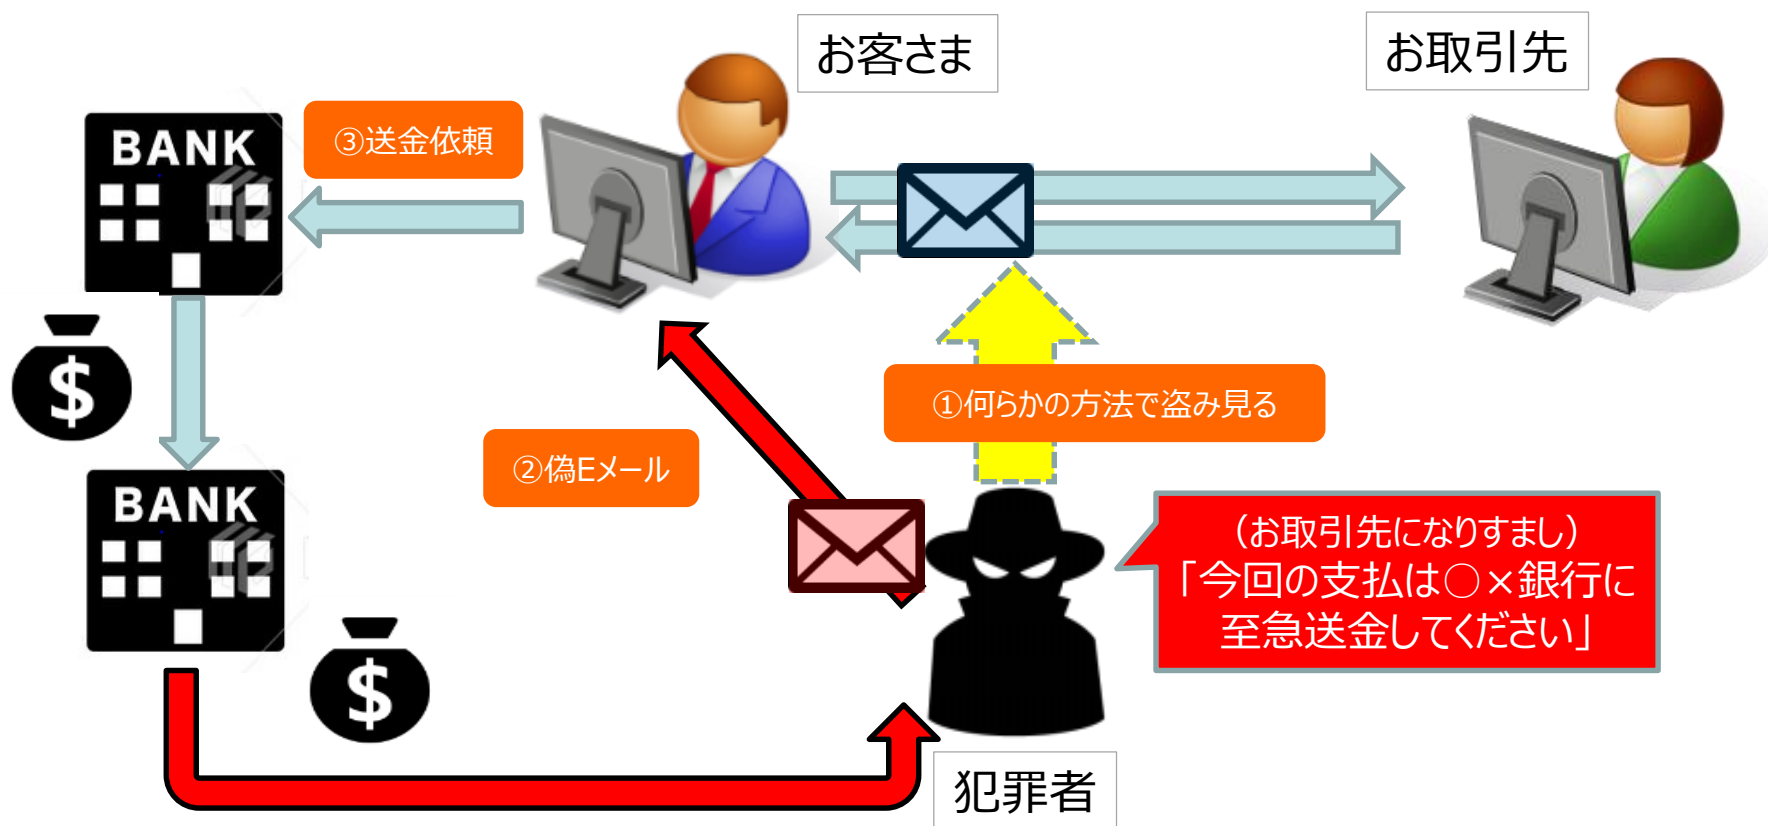 お客さま
お取引先
BANK
③送金依頼
$
①何らかの方法で盗み見る
②偽Eメール
BANK
(お取引先になりすまし)
「今回の支払は○×銀行に
至急送金してください」
$
犯罪者